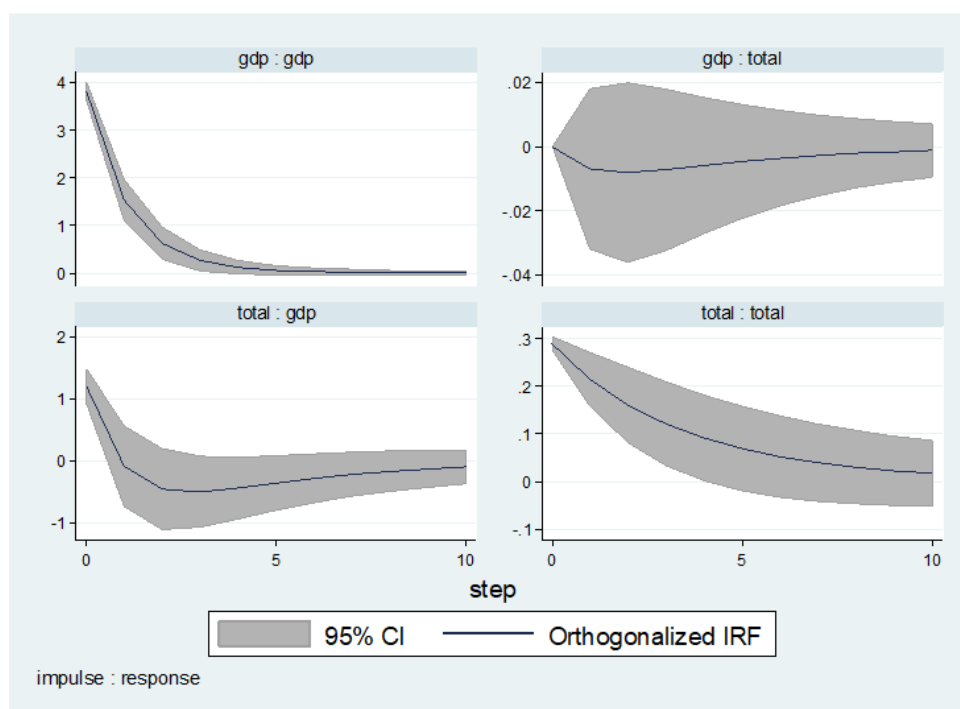 gdp : gdp
gdp : total
4
3
2
1
0
.02
0
-.02
-.04
total : gdp
total : total
2
1
0
-1
.3
.2
.1
0
-.1
0 5 10
0 5 10
step
95% CI Orthogonalized IRF
impulse : response